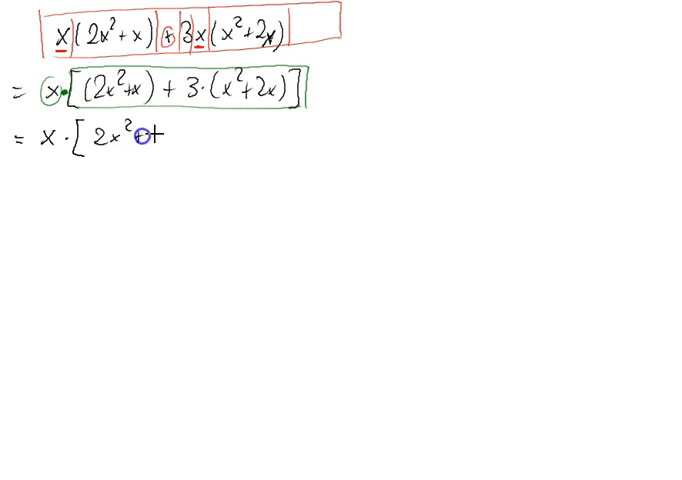 x(2x²+x)+3x(x²+2x)
= x·[(2x²+x)+3·(x²+2x)]
= x·[2x²++